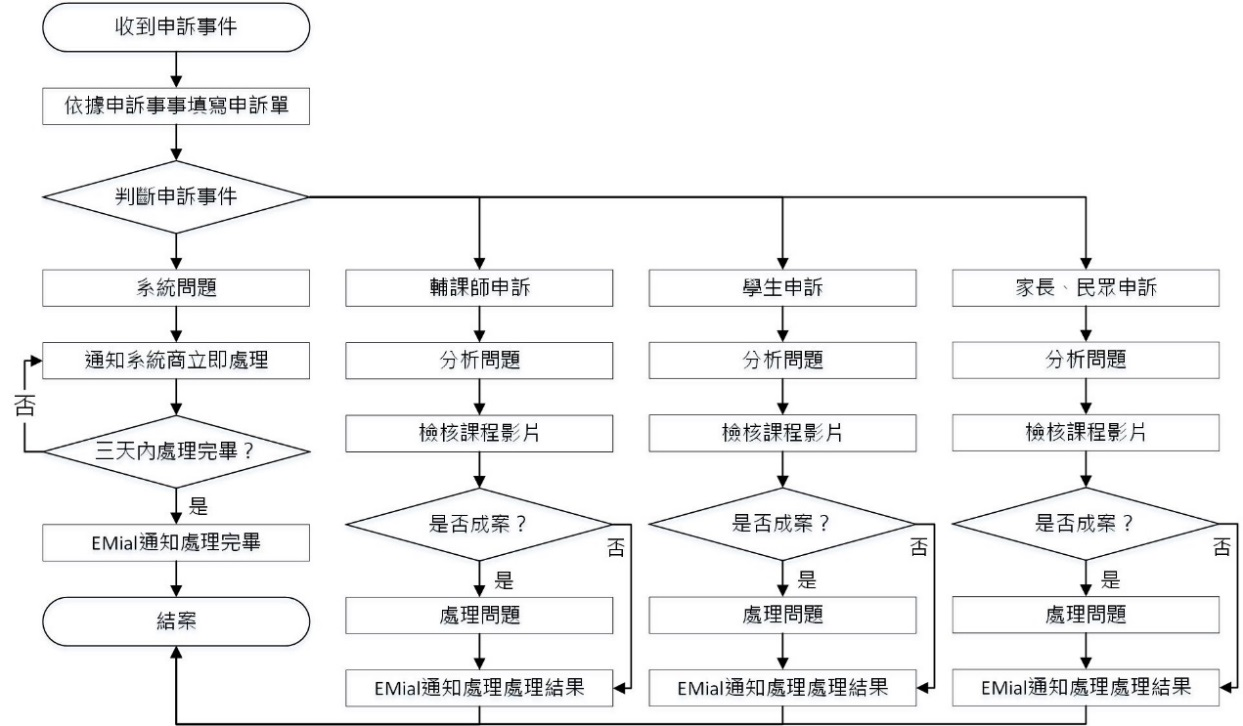 收到申訴事件
依據申訴事事填寫申訴單
判斷申訴事件
系統問題
通知系統商立即處理
否
三天內處理完畢？
是
EMial通知處理完畢
結案
輔課師申訴
分析問題
檢核課程影片
是否成案？
否
是
處理問題
EMial通知處理處理結果
學生申訴
分析問題
檢核課程影片
是否成案？
否
是
處理問題
EMial通知處理處理結果
家長、民眾申訴
分析問題
檢核課程影片
是否成案？
否
是
處理問題
EMial通知處理處理結果